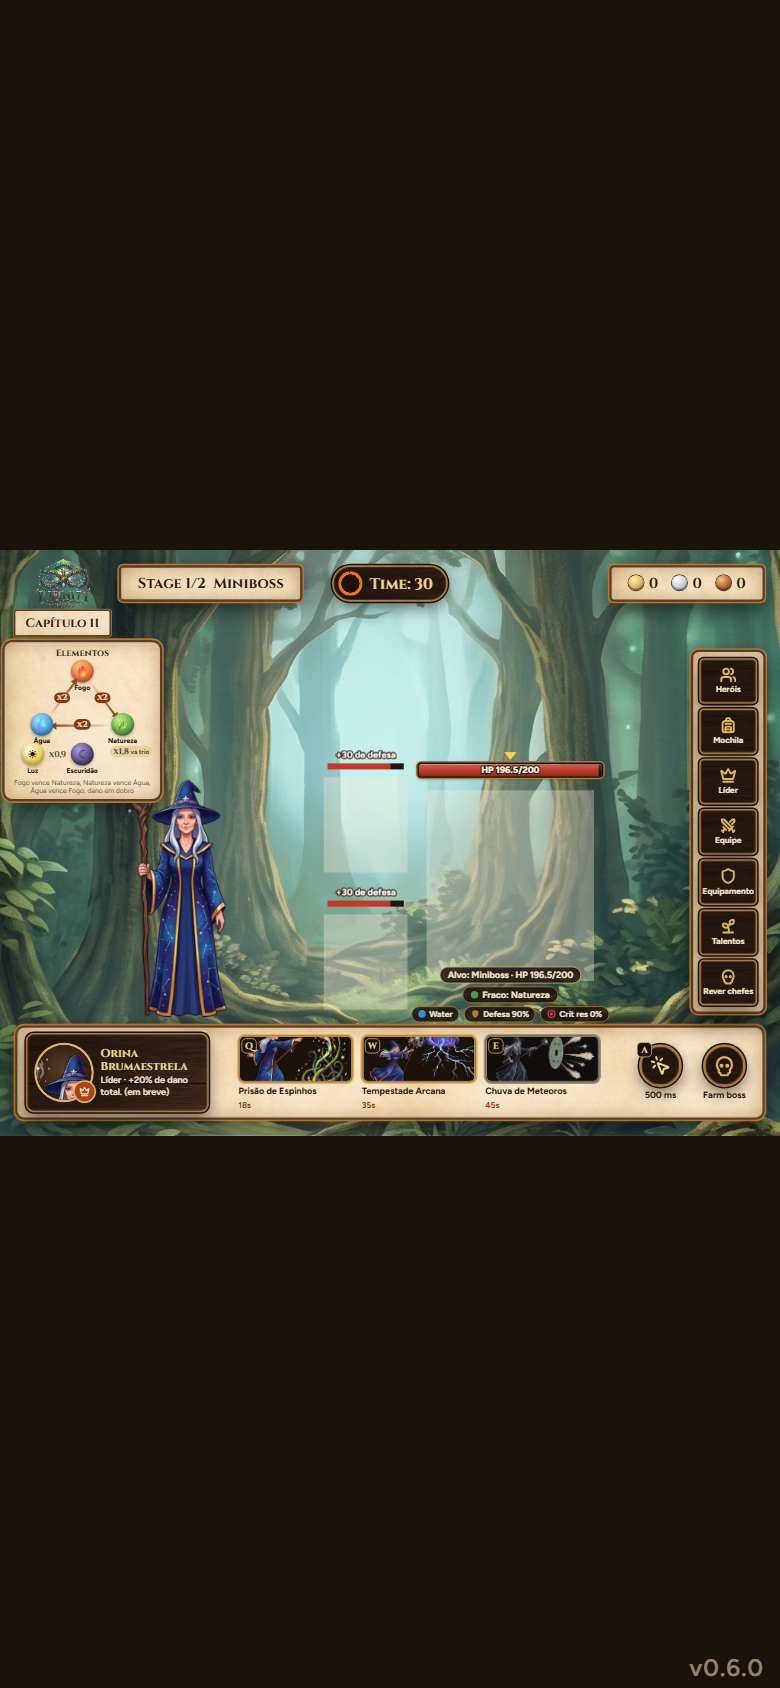 TRINITY
STAGE 1/2 MINIBOSS
TIME: 30
0 0 0
CAPÍTULO II
ELEMENTOS
Fogo
x2 x2
x2
Água Natureza
x0,9
x1,8 vs trio
Luz Escuridão
Fogo vence Natureza, Natureza vence Água,
Água vence Fogo: dano em dobro
+30 de defesa
HP 196.5/200
+30 de defesa
Alvo: Miniboss · HP 196.5/200
Fraco: Natureza
Water Defesa 90% Crit res 0%
Heróis
Mochila
Líder
Equipe
Equipamento
Talentos
Rever chefes
ORINA
BRUMAESTRELA
Líder · +20% de dano
total (em breve)
Q
Prisão de Espinhos
18s
W
Tempestade Arcana
35s
E
Chuva de Meteoros
45s
A
500 ms
Farm boss
v0.6.0